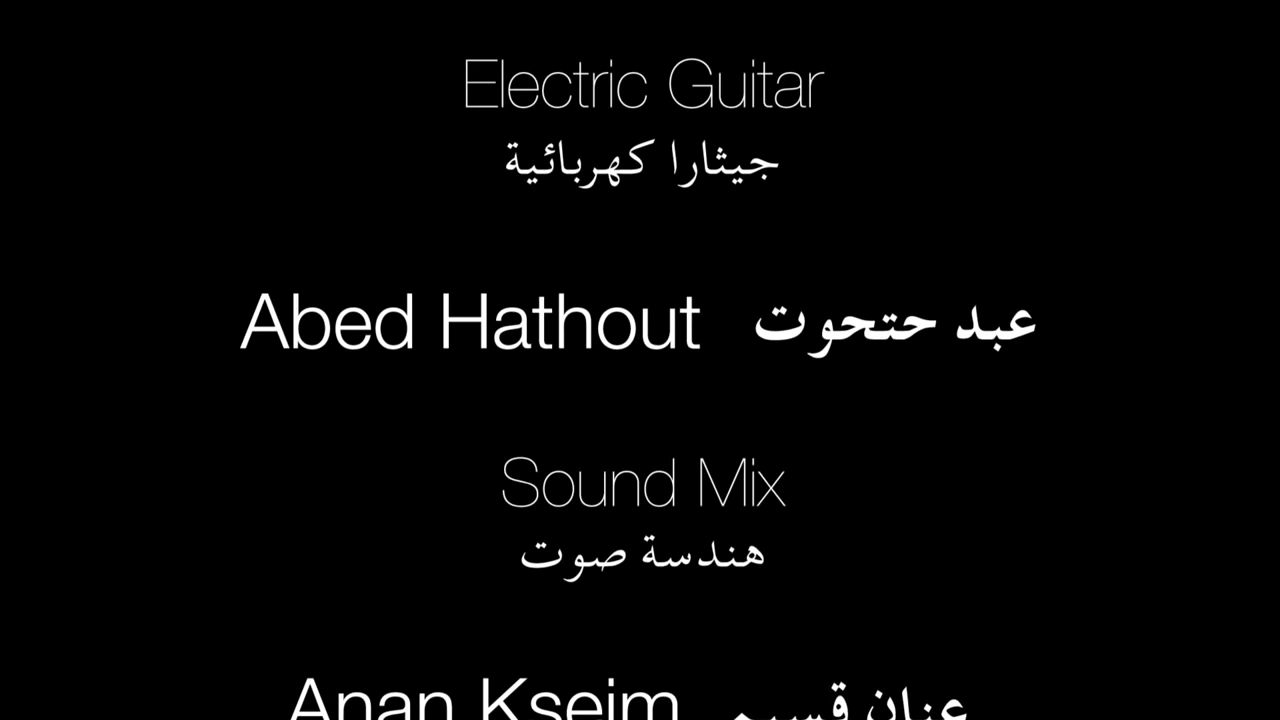 Electric Guitar
جيثارا كهربائية
Abed Hathout عبد حتحوت
Sound Mix
هندسة صوت
Anan Kseim عنان قسيم